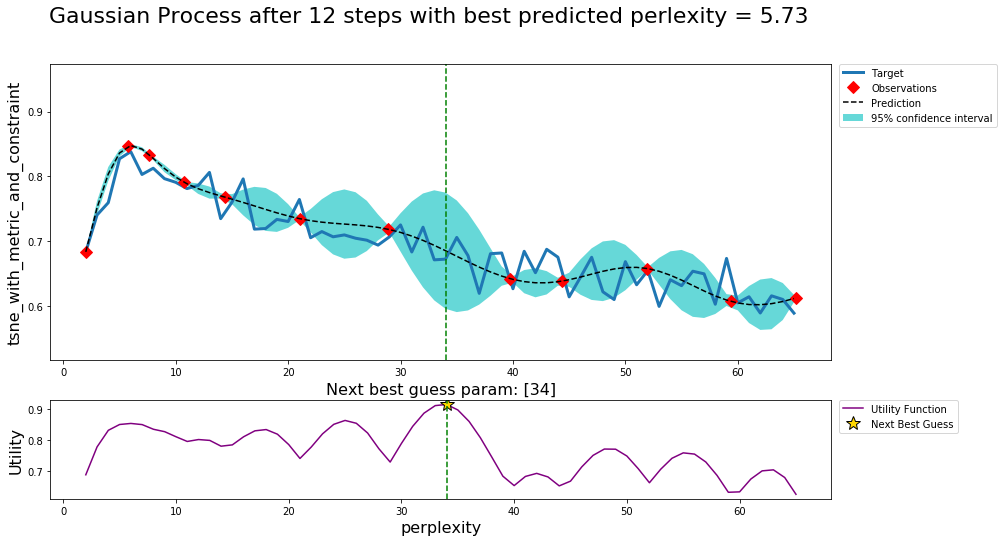 Gaussian Process after 12 steps with best predicted perlexity = 5.73
tsne_with_metric_and_constraint
0.9
0.8
0.7
0.6
0 10 20 30 40 50 60
Target
Observations
Prediction
95% confidence interval
Next best guess param: [34]
Utility
0.9
0.8
0.7
0 10 20 30 40 50 60
perplexity
Utility Function
Next Best Guess